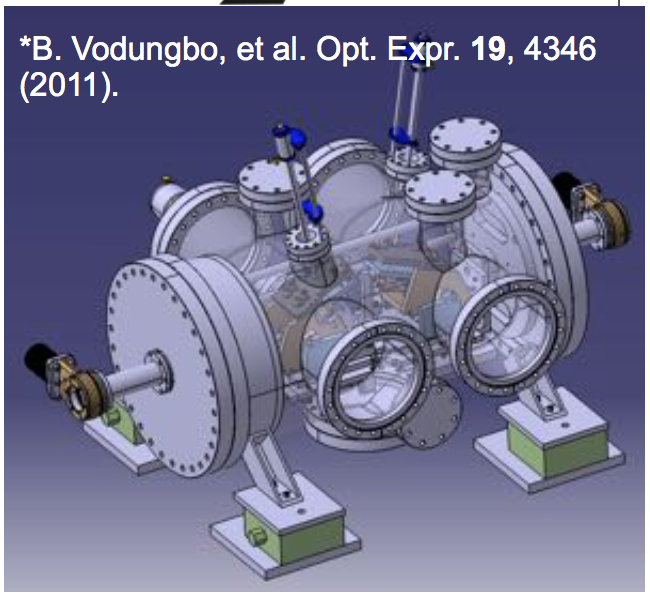 *B. Vodungbo, et al. Opt. Expr. 19, 4346
(2011).